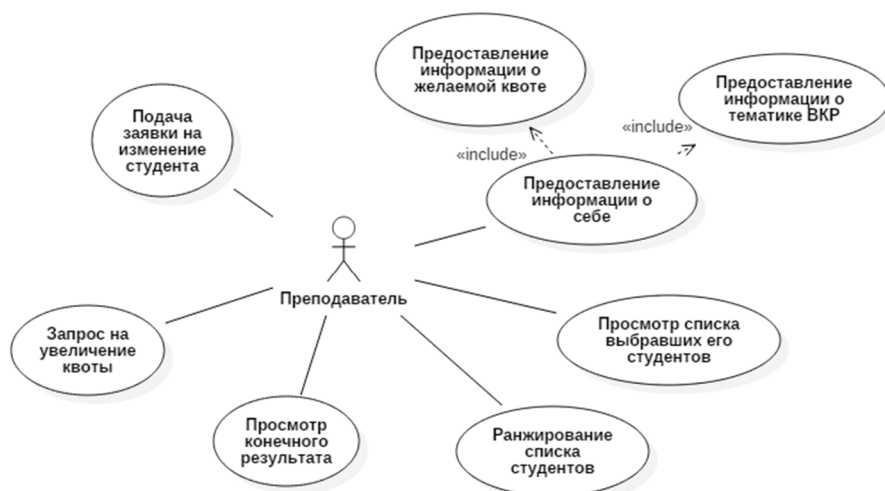 Предоставление
информации о
желаемой квоте
Предоставление
информации о
тематике ВКР
Подача
заявки на
изменение
студента
«include»
«include»
Предоставление
информации о
себе
Преподаватель
Запрос на
увеличение
квоты
Просмотр списка
выбравших его
студентов
Просмотр
конечного
результата
Ранжирование
списка
студентов